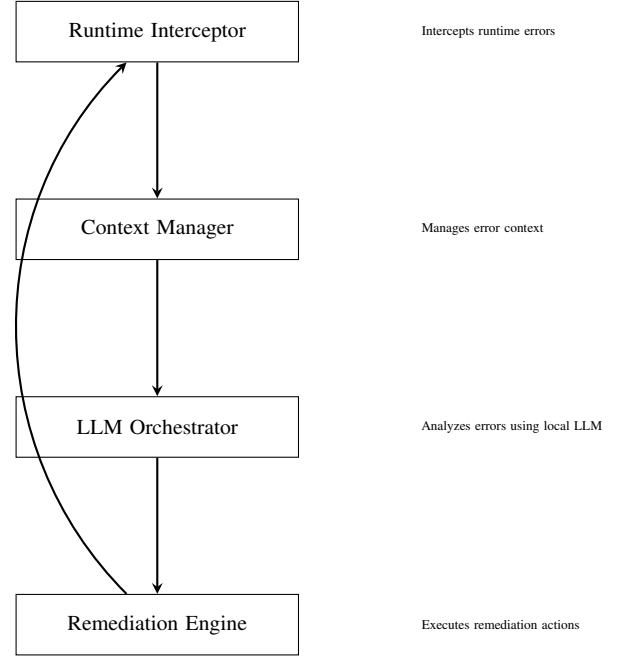 Runtime Interceptor
Intercepts runtime errors
Context Manager
Manages error context
LLM Orchestrator
Analyzes errors using local LLM
Remediation Engine
Executes remediation actions